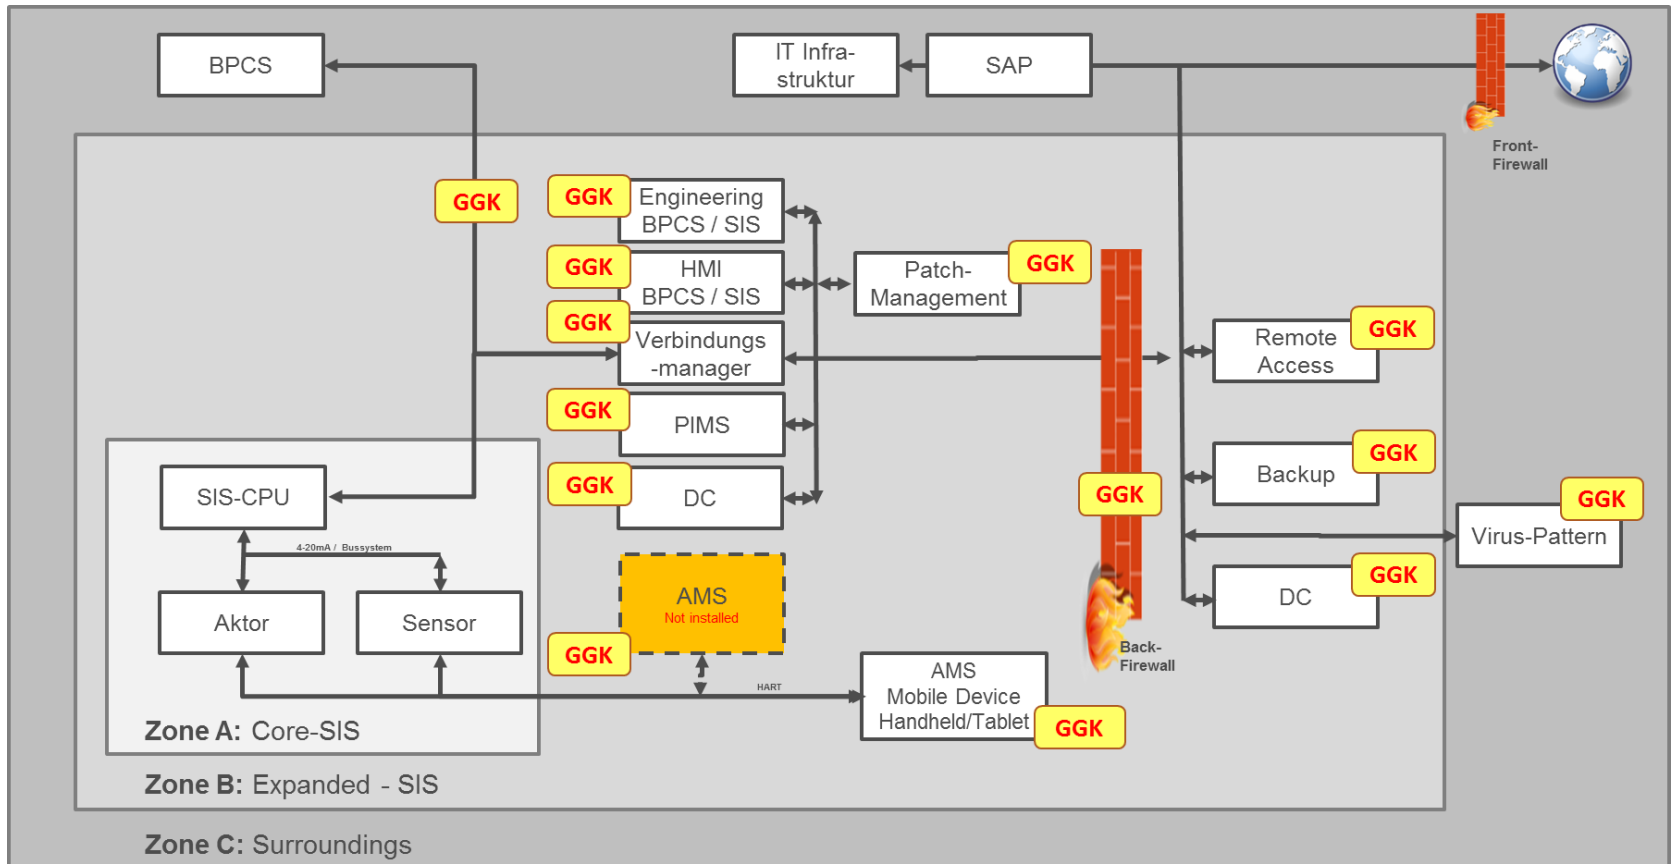 BPCS
IT Infra-
struktur
SAP
Front-
Firewall
GGK
GGK
Engineering
BPCS / SIS
GGK
HMI
BPCS / SIS
Patch-
Management
GGK
GGK
Verbindungs
-manager
Remote
Access
GGK
GGK
PIMS
Backup
GGK
GGK
DC
GGK
Virus-Pattern
GGK
SIS-CPU
4-20mA / Bussystem
Aktor
Sensor
AMS
Not installed
GGK
DC
GGK
Back-
Firewall
HART
AMS
Mobile Device
Handheld/Tablet
GGK
Zone A: Core-SIS
Zone B: Expanded - SIS
Zone C: Surroundings